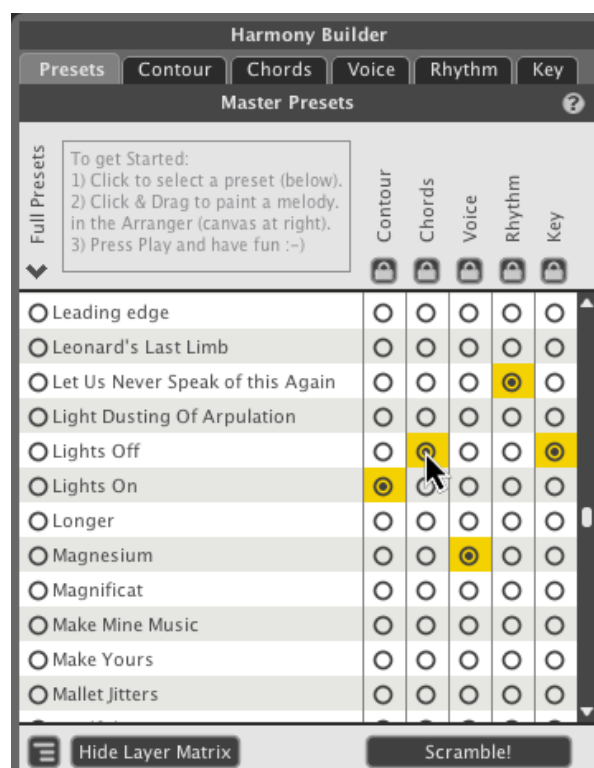 Harmony Builder
Presets Contour Chords Voice Rhythm Key
Master Presets ?
Full Presets
To get Started:
1) Click to select a preset (below).
2) Click & Drag to paint a melody.
in the Arranger (canvas at right).
3) Press Play and have fun :-)
Contour
Chords
Voice
Rhythm
Key
Leading edge
Leonard's Last Limb
Let Us Never Speak of this Again
Light Dusting Of Arpulation
Lights Off
Lights On
Longer
Magnesium
Magnificat
Make Mine Music
Make Yours
Mallet Jitters
Hide Layer Matrix Scramble!